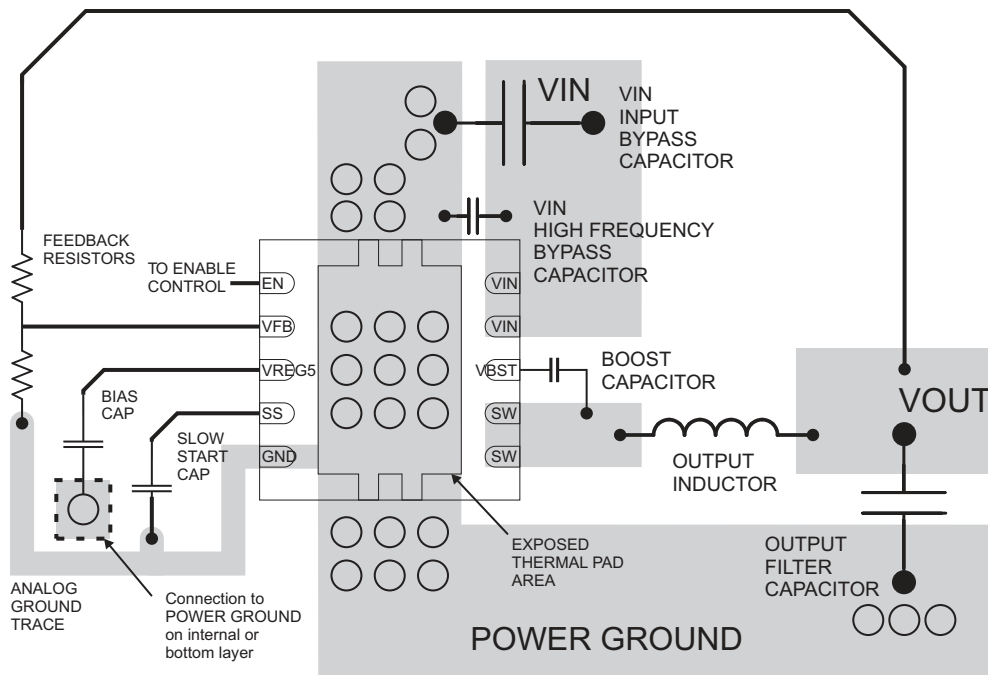 VIN
VIN
INPUT
BYPASS
CAPACITOR
VIN
HIGH FREQUENCY
BYPASS
CAPACITOR
FEEDBACK
RESISTORS
TO ENABLE
CONTROL
EN
VFB
VREG5
SS
GND
VIN
VIN
VBST
SW
SW
BIAS
CAP
SLOW
START
CAP
BOOST
CAPACITOR
VOUT
OUTPUT
INDUCTOR
EXPOSED
THERMAL PAD
AREA
OUTPUT
FILTER
CAPACITOR
ANALOG
GROUND
TRACE
Connection to
POWER GROUND
on internal or
bottom layer
POWER GROUND